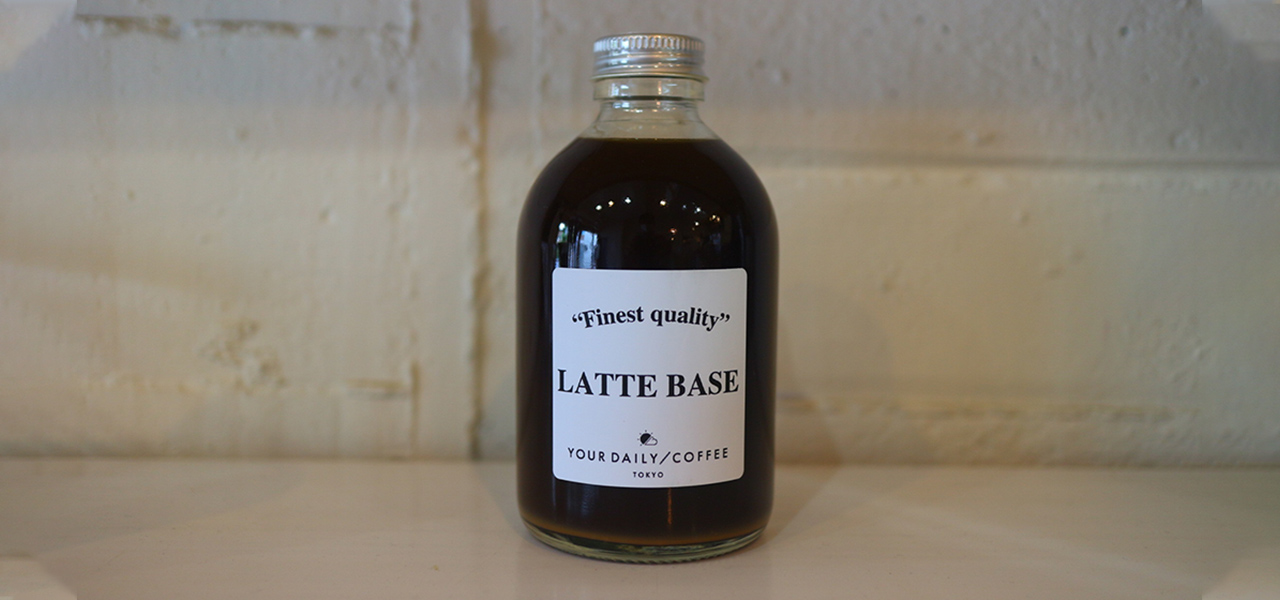 “Finest quality”
LATTE BASE
YOUR DAILY/COFFEE
TOKYO